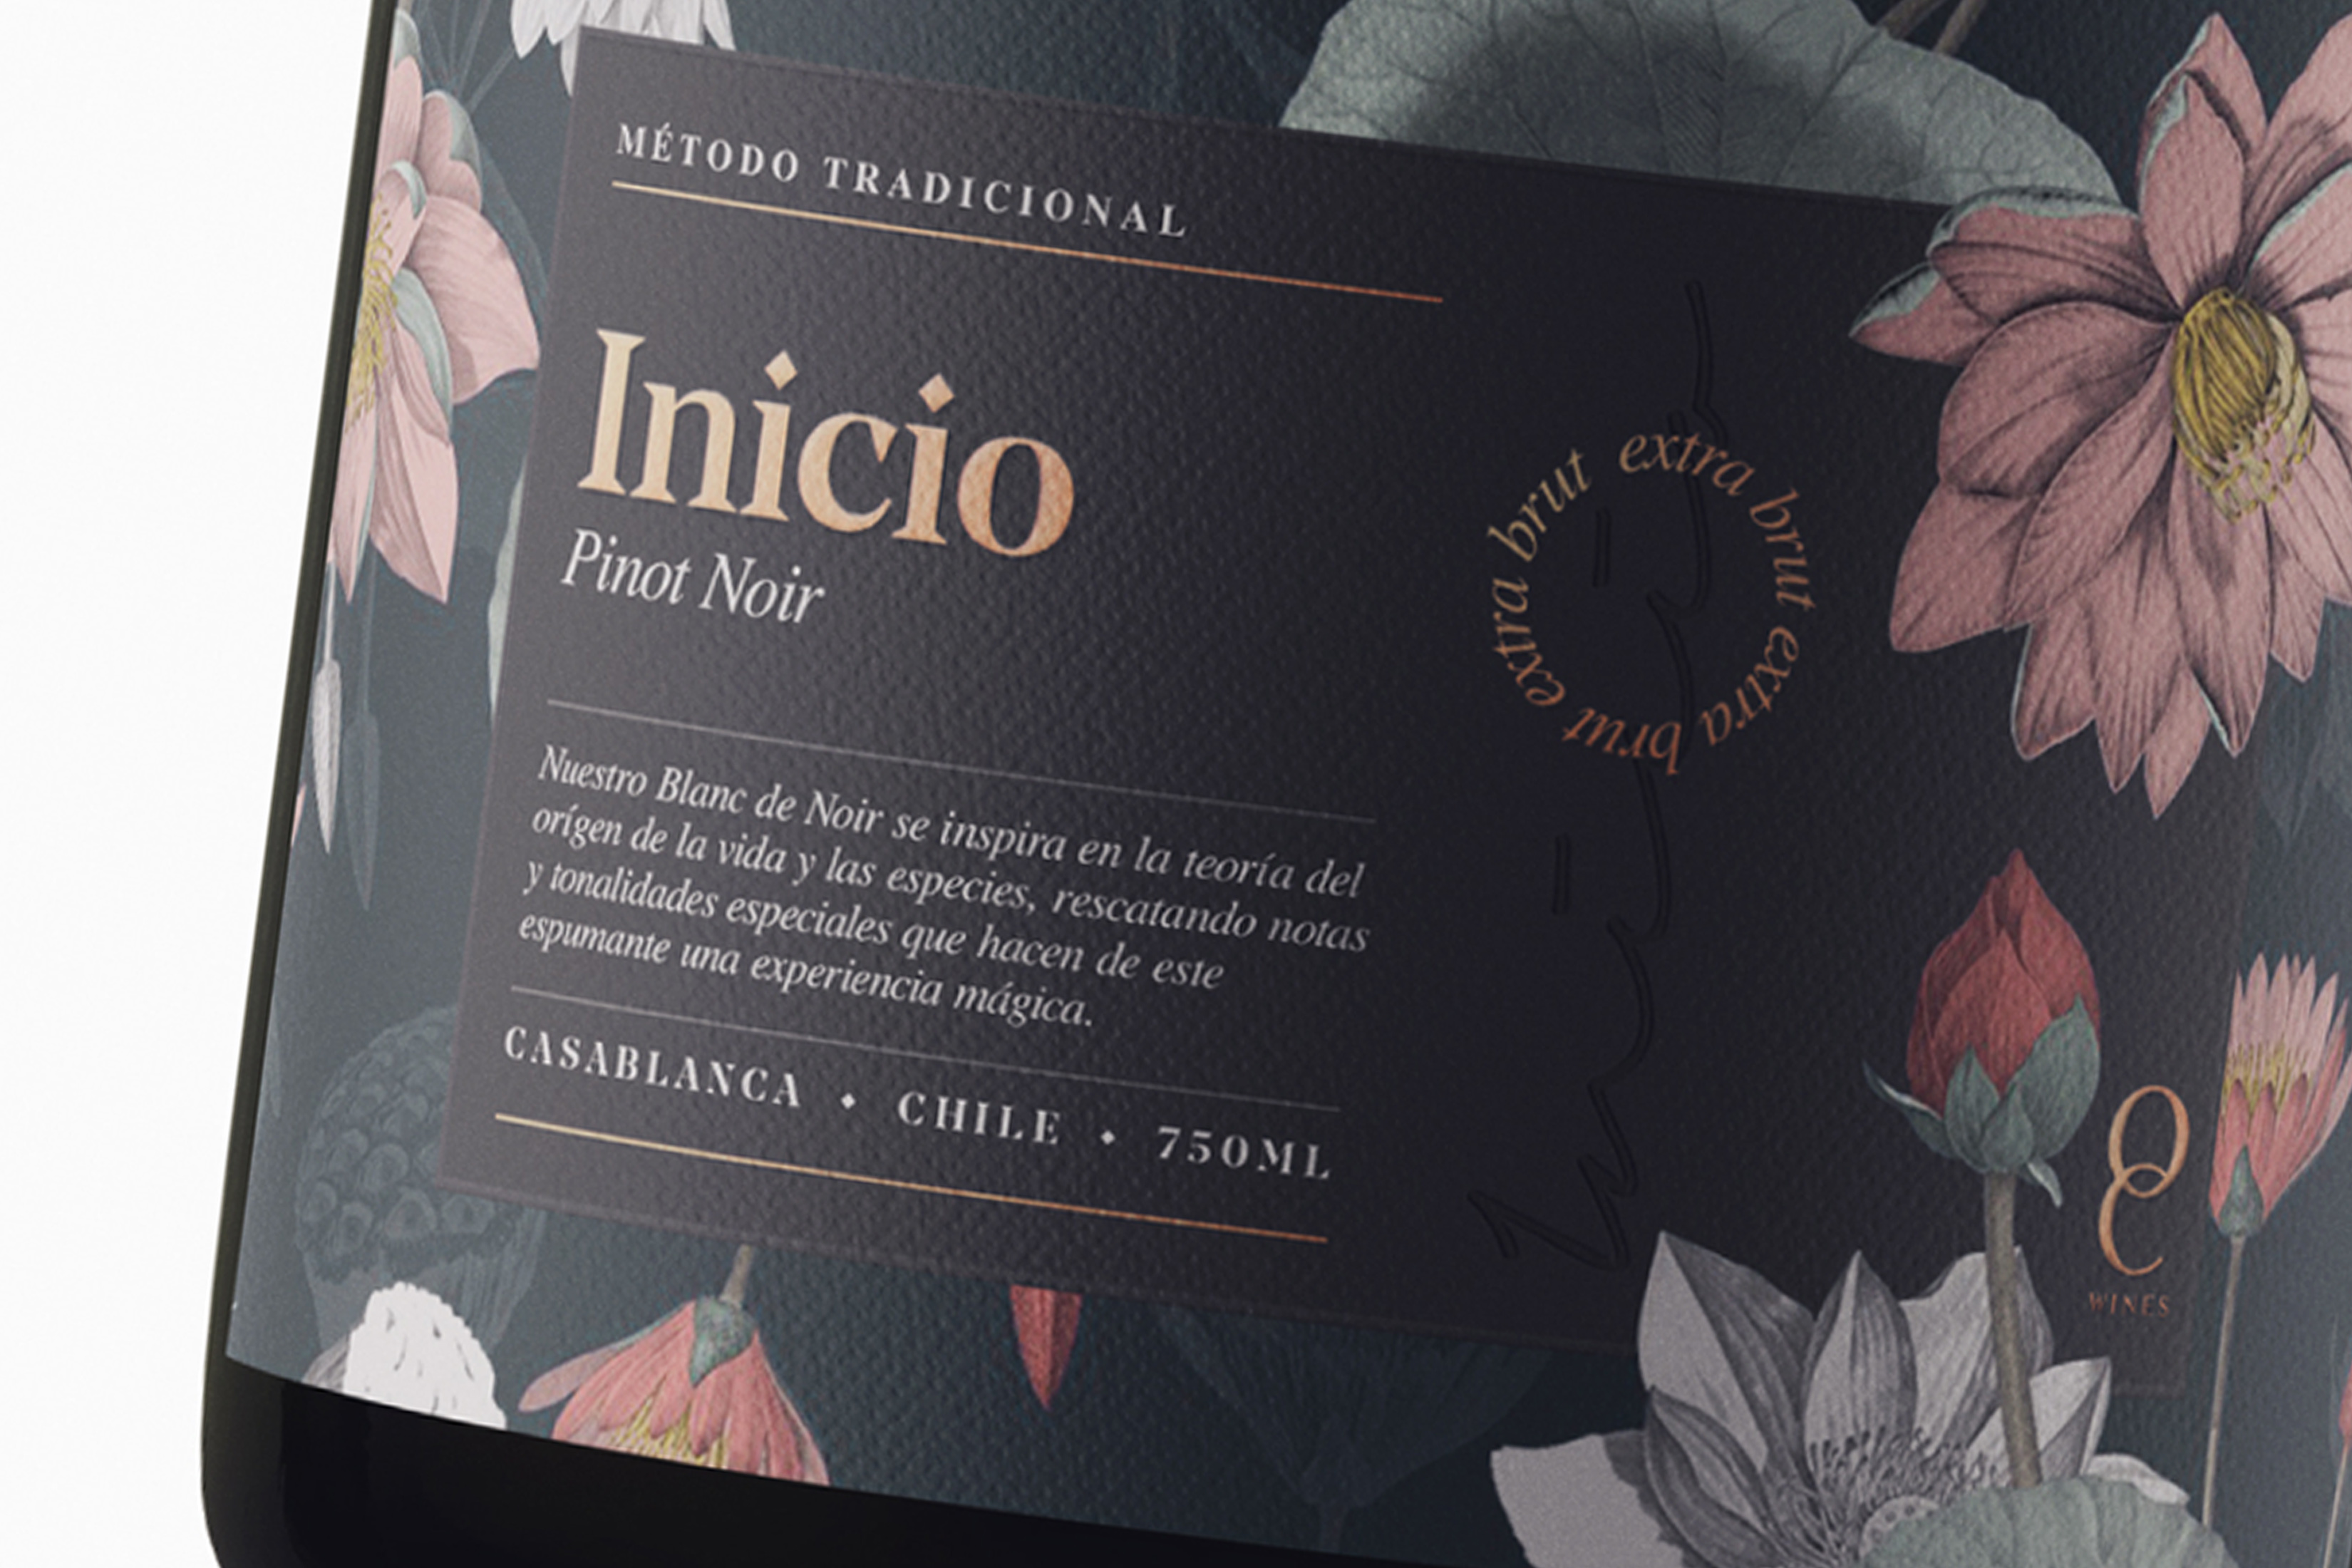 MÉTODO TRADICIONAL
Inicio
Pinot Noir
Nuestro Blanc de Noir se inspira en la teoría del
orígen de la vida y las especies, rescatando notas
y tonalidades especiales que hacen de este
espumante una experiencia mágica.
CASABLANCA • CHILE • 750ML
extra brut extra brut extra brut
WINES